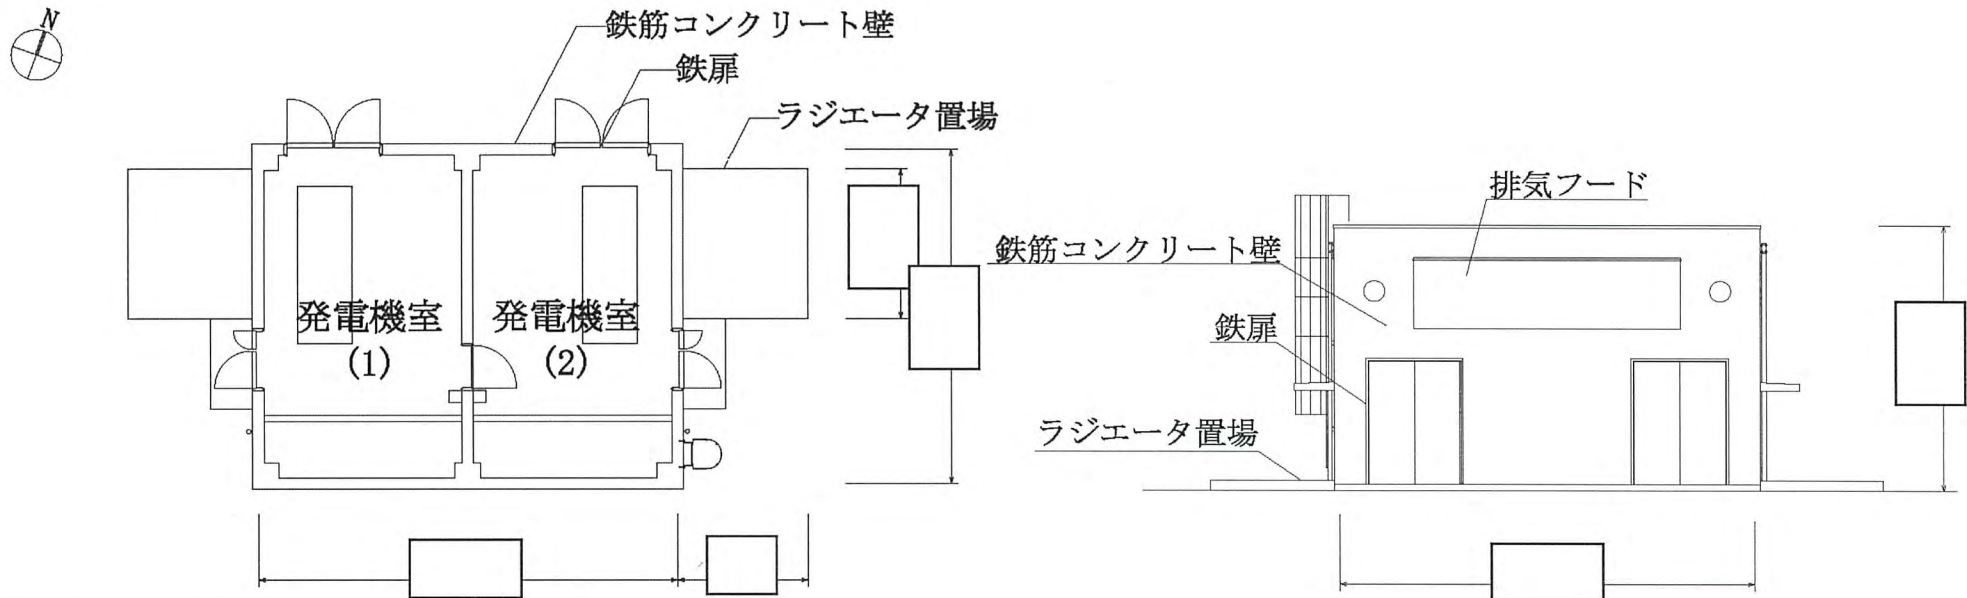 N
鉄筋コンクリート壁
鉄扉
ラジエータ置場
発電機室
(1)
発電機室
(2)
排気フード
鉄筋コンクリート壁
鉄扉
ラジエータ置場